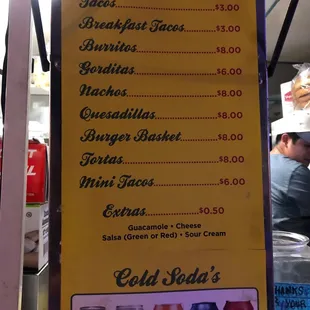 Tacos $3.00
Breakfast Tacos $3.00
Burritos $8.00
Gorditas $6.00
Nachos $8.00
Quesadillas $8.00
Burger Basket $8.00
Tortas $8.00
Mini Tacos $6.00
Extras $0.50
Guacamole • Cheese
Salsa (Green or Red) • Sour Cream
Cold Soda's